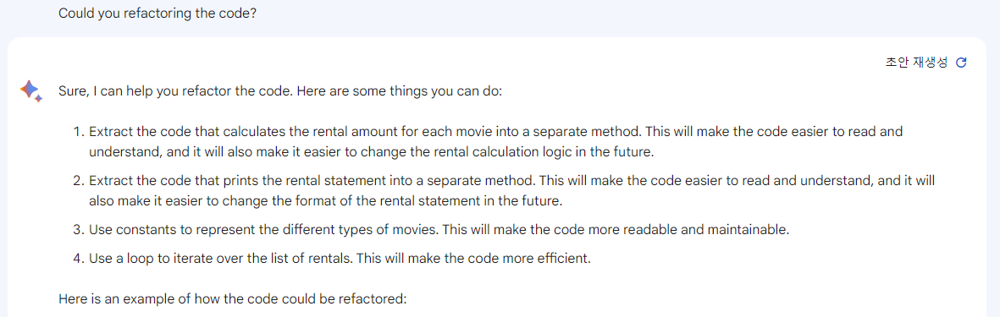 Could you refactoring the code?
초안 재생성
Sure, I can help you refactor the code. Here are some things you can do:
1. Extract the code that calculates the rental amount for each movie into a separate method. This will make the code easier to read and
understand, and it will also make it easier to change the rental calculation logic in the future.
2. Extract the code that prints the rental statement into a separate method. This will make the code easier to read and understand, and it will
also make it easier to change the format of the rental statement in the future.
3. Use constants to represent the different types of movies. This will make the code more readable and maintainable.
4. Use a loop to iterate over the list of rentals. This will make the code more efficient.
Here is an example of how the code could be refactored: